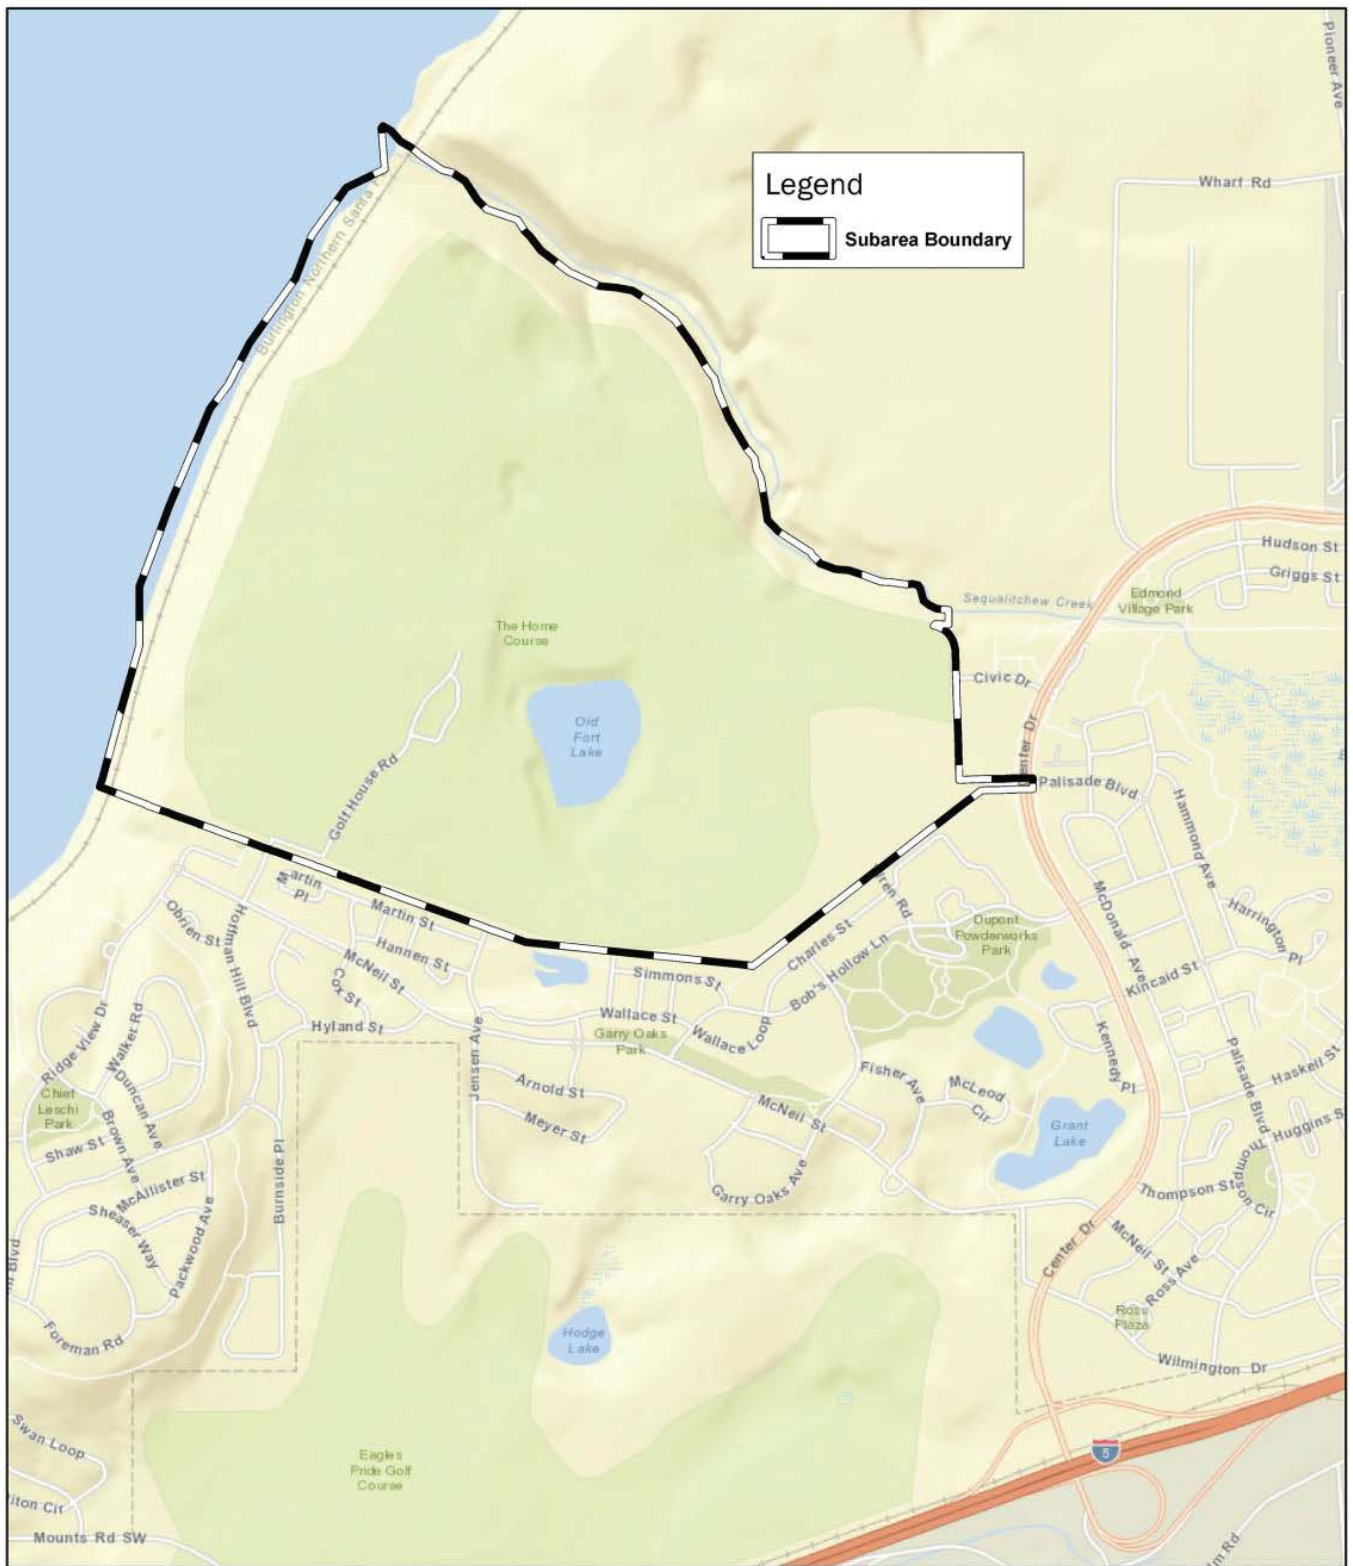 Pioneer Ave
Legend
Subarea Boundary
Wharf Rd
Burlington Northern Santa
Hudson St
Griggs St
Sequalitchew Creek
Edmond
Village Park
The Home
Course
Civic Dr
Old
Fort
Lake
Center Dr
Palisade Blvd
Golf House Rd
Hammond Ave
Martin
Pl
Martin St
Hannen St
McNeil St
Cox St
Obrien St
Hoffman Hill Blvd
Hyland St
Simmons St
Charles St
Bob's Hollow Ln
Dupont
Powderworks
Park
McDonald Ave
Harrington Pl
Kincaid St
Wallace St
Wallace Loop
Garry Oaks
Park
Ridge View Dr
Walker Rd
Duncan Ave
Brown Ave
Chief
Leschi
Park
Shaw St
McAllister St
Sheaser Way
Packwood Ave
Burnside Pl
Jensen Ave
Arnold St
Meyer St
McNeil St
Fisher Ave
McLeod
Cir
Kennedy Pl
Palisade Blvd
Haskell St
Huggins S
Grant
Lake
Garry Oaks Ave
Thompson St
Thompson Cir
McNeil St
Ross Ave
Center Dr
Ross
Plaza
Wilmington Dr
Foreman Rd
Hodge
Lake
Swan Loop
Eagles
Pride Golf
Course
5
Mounts Rd SW